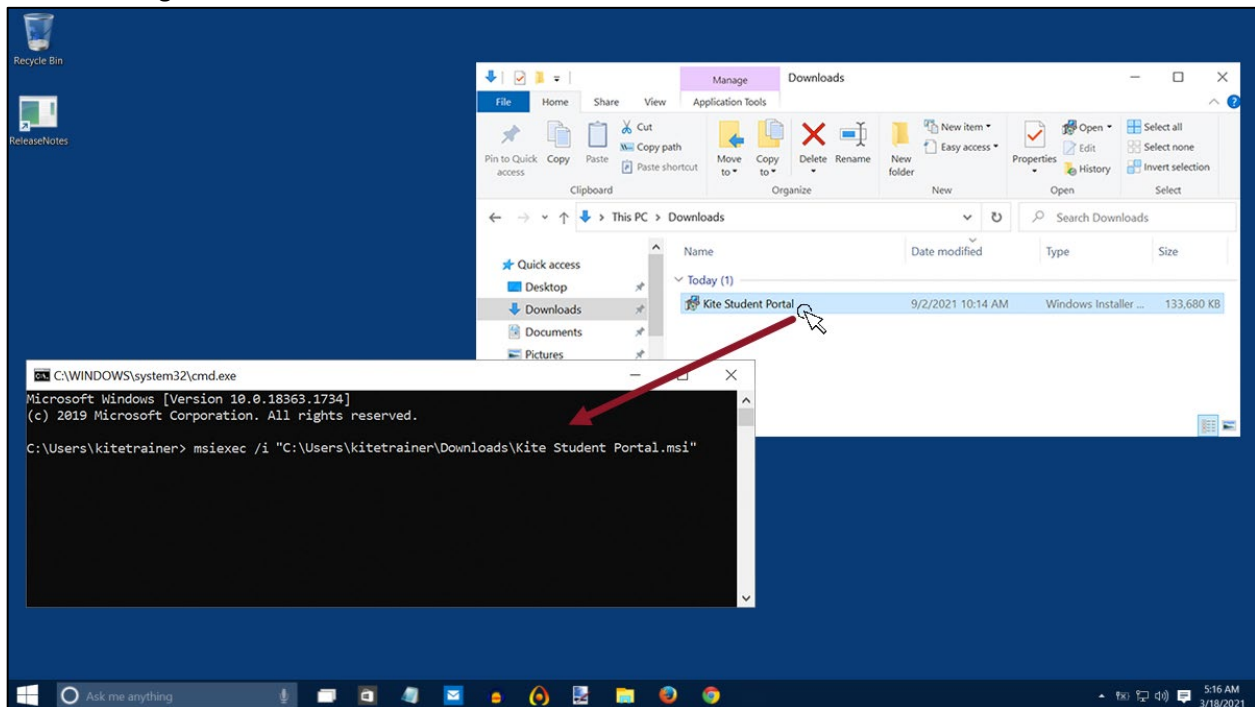 Recycle Bin
ReleaseNotes
Manage Downloads
File Home Share View Application Tools
Pin to Quick access
Copy
Paste
Cut
Copy path
Paste shortcut
Clipboard
Move to
Copy to
Delete
Rename
Organize
New folder
New item
Easy access
New
Properties
Open
Edit
History
Open
Select all
Select none
Invert selection
Select
This PC > Downloads
Search Downloads
Name Date modified Type Size
Quick access
Desktop
Downloads
Documents
Pictures
Today (1)
Kite Student Portal 9/2/2021 10:14 AM Windows Installer ... 133,680 KB
C:\WINDOWS\system32\cmd.exe
Microsoft Windows [Version 10.0.18363.1734]
(c) 2019 Microsoft Corporation. All rights reserved.
C:\Users\kitetrainer> msiexec /i "C:\Users\kitetrainer\Downloads\Kite Student Portal.msi"
Ask me anything
5:16 AM
3/18/2021